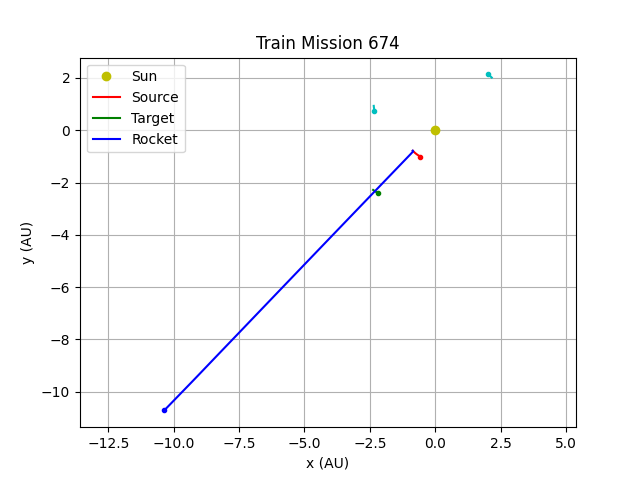 Train Mission 674
Sun
Source
Target
Rocket
2
0
−2
−4
−6
−8
−10
y (AU)
−12.5 −10.0 −7.5 −5.0 −2.5 0.0 2.5 5.0
x (AU)